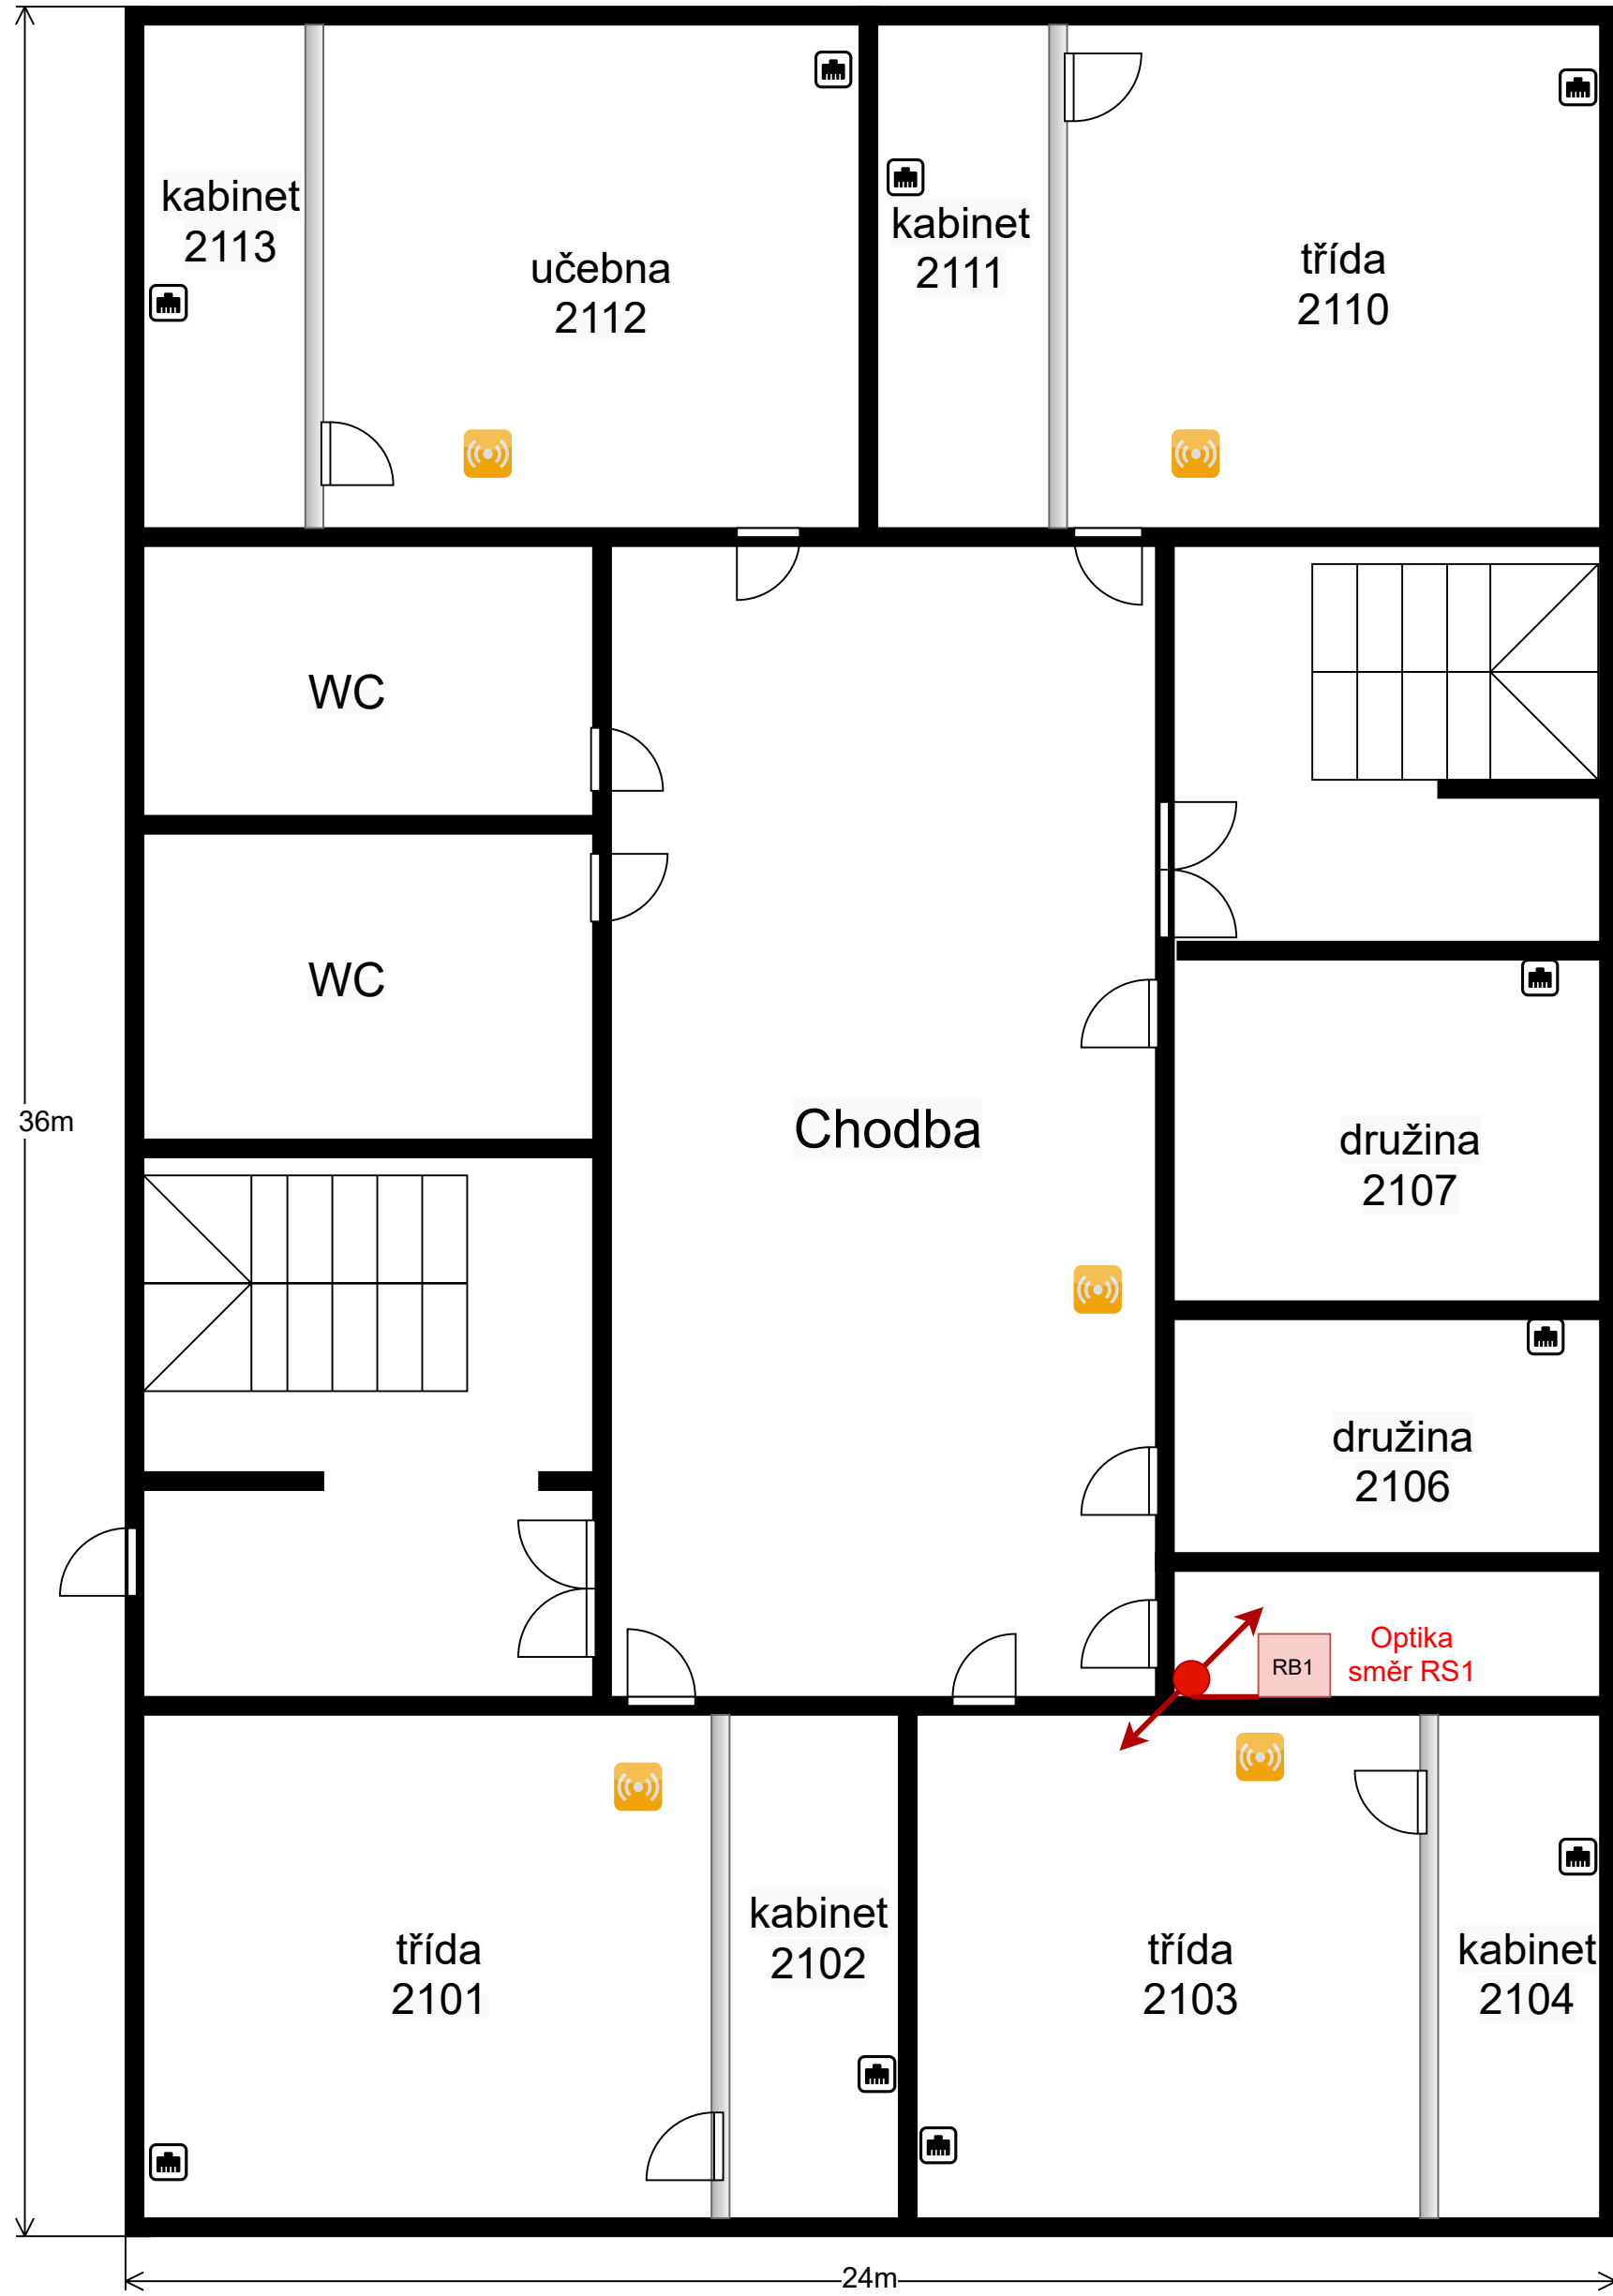 kabinet
2113
učebna
2112
kabinet
2111
třída
2110
WC
WC
36m
Chodba
družina
2107
družina
2106
Optika
směr RS1
RB1
třída
2101
kabinet
2102
třída
2103
kabinet
2104
24m